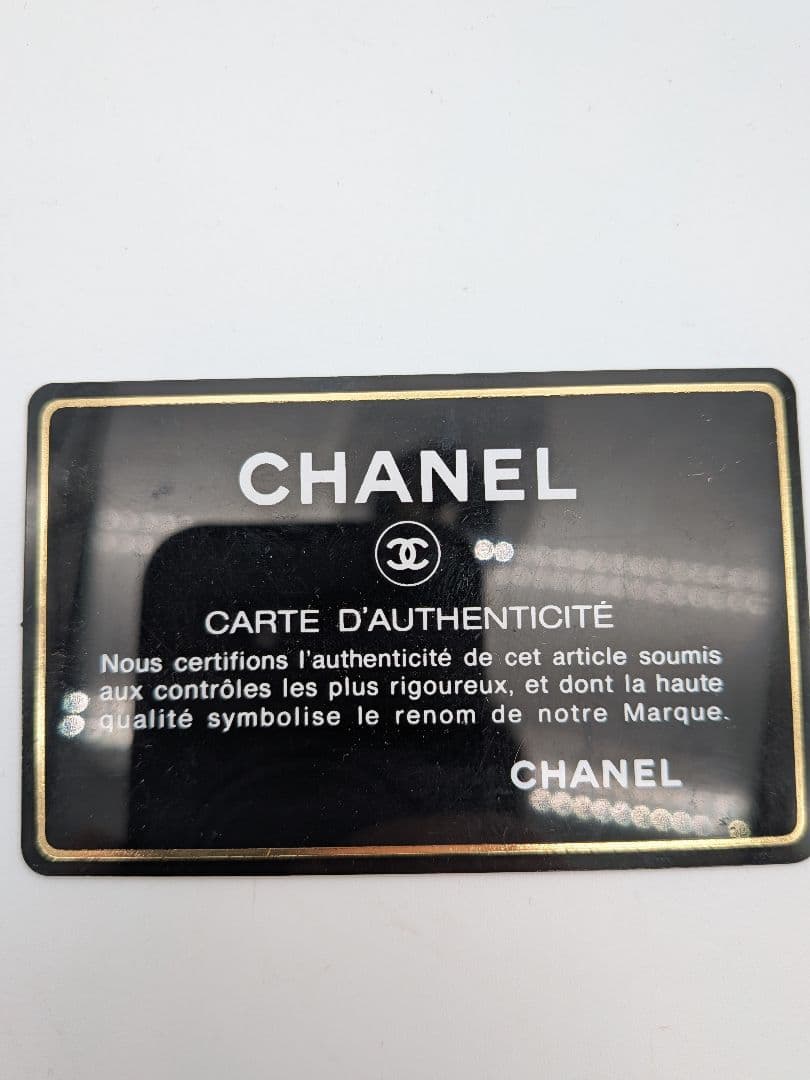 CHANEL
CARTE D'AUTHENTICITÉ
Nous certifions l'authenticité de cet article soumis
aux contrôles les plus rigoureux, et dont la haute
qualité symbolise le renom de notre Marque.
CHANEL